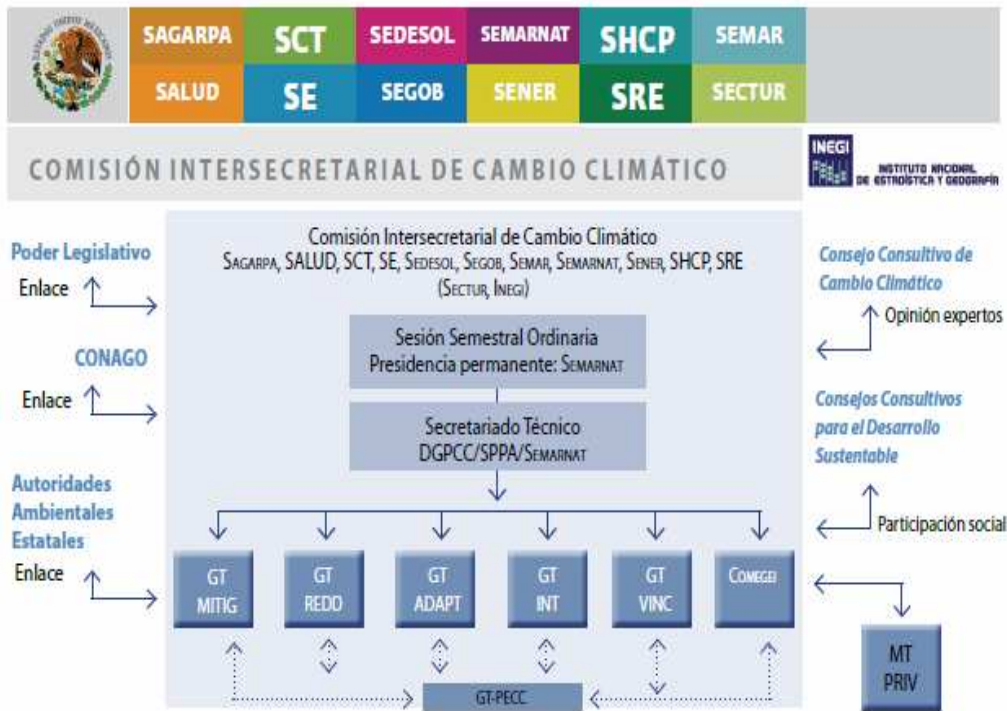 SAGARPA SCT SEDESOL SEMARNAT SHCP SEMAR
SALUD SE SEGOB SENER SRE SECTUR
COMISIÓN INTERSECRETARIAL DE CAMBIO CLIMÁTICO
INEGI
INSTITUTO NACIONAL
DE ESTADÍSTICA Y GEOGRAFÍA
Poder Legislativo
Enlace
CONAGO
Enlace
Autoridades
Ambientales
Estatales
Enlace
Comisión Intersecretarial de Cambio Climático
SAGARPA, SALUD, SCT, SE, SEDESOL, SEGOB, SEMAR, SEMARNAT, SENER, SHCP, SRE
(SECTUR, INEGI)
Sesión Semestral Ordinaria
Presidencia permanente: SEMARNAT
Secretariado Técnico
DGPCC/SPPA/SEMARNAT
GT
MITIG
GT
REDD
GT
ADAPT
GT
INT
GT
VINC
COMEGEI
GT-PECC
Consejo Consultivo de
Cambio Climático
Opinión expertos
Consejos Consultivos
para el Desarrollo
Sustentable
Participación social
MT
PRIV